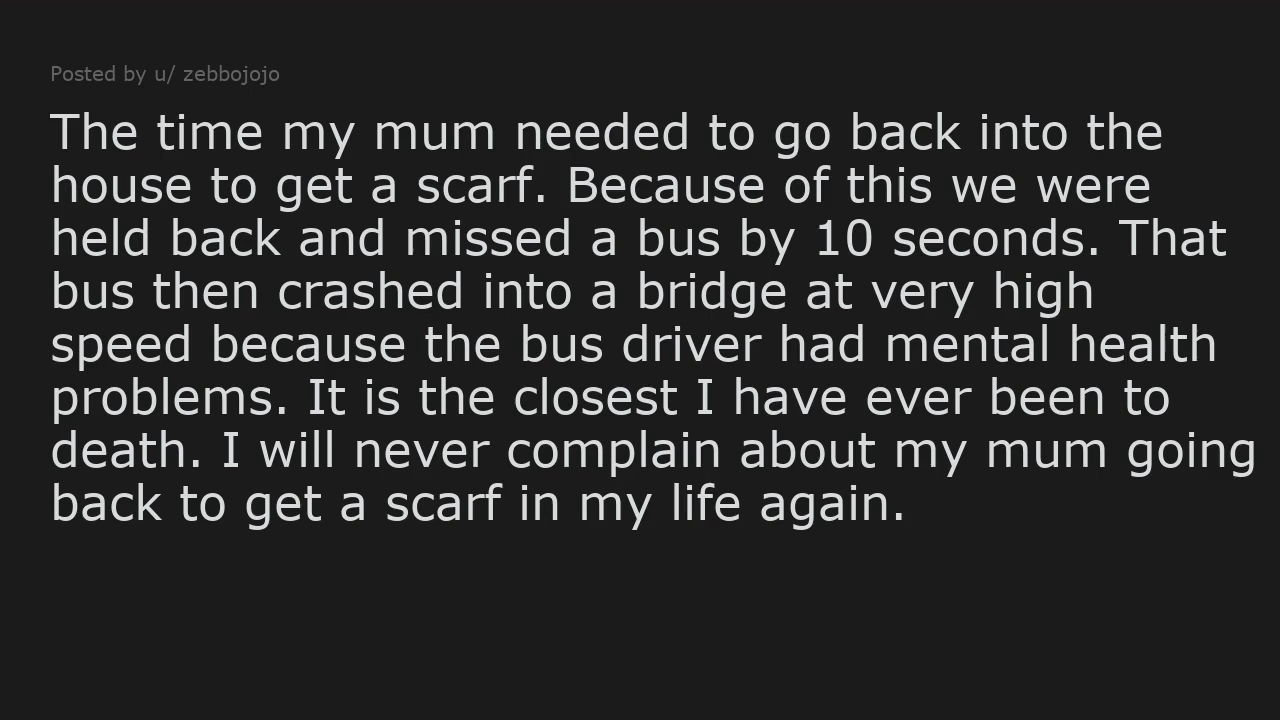 Posted by u/ zebbojojo
The time my mum needed to go back into the
house to get a scarf. Because of this we were
held back and missed a bus by 10 seconds. That
bus then crashed into a bridge at very high
speed because the bus driver had mental health
problems. It is the closest I have ever been to
death. I will never complain about my mum going
back to get a scarf in my life again.